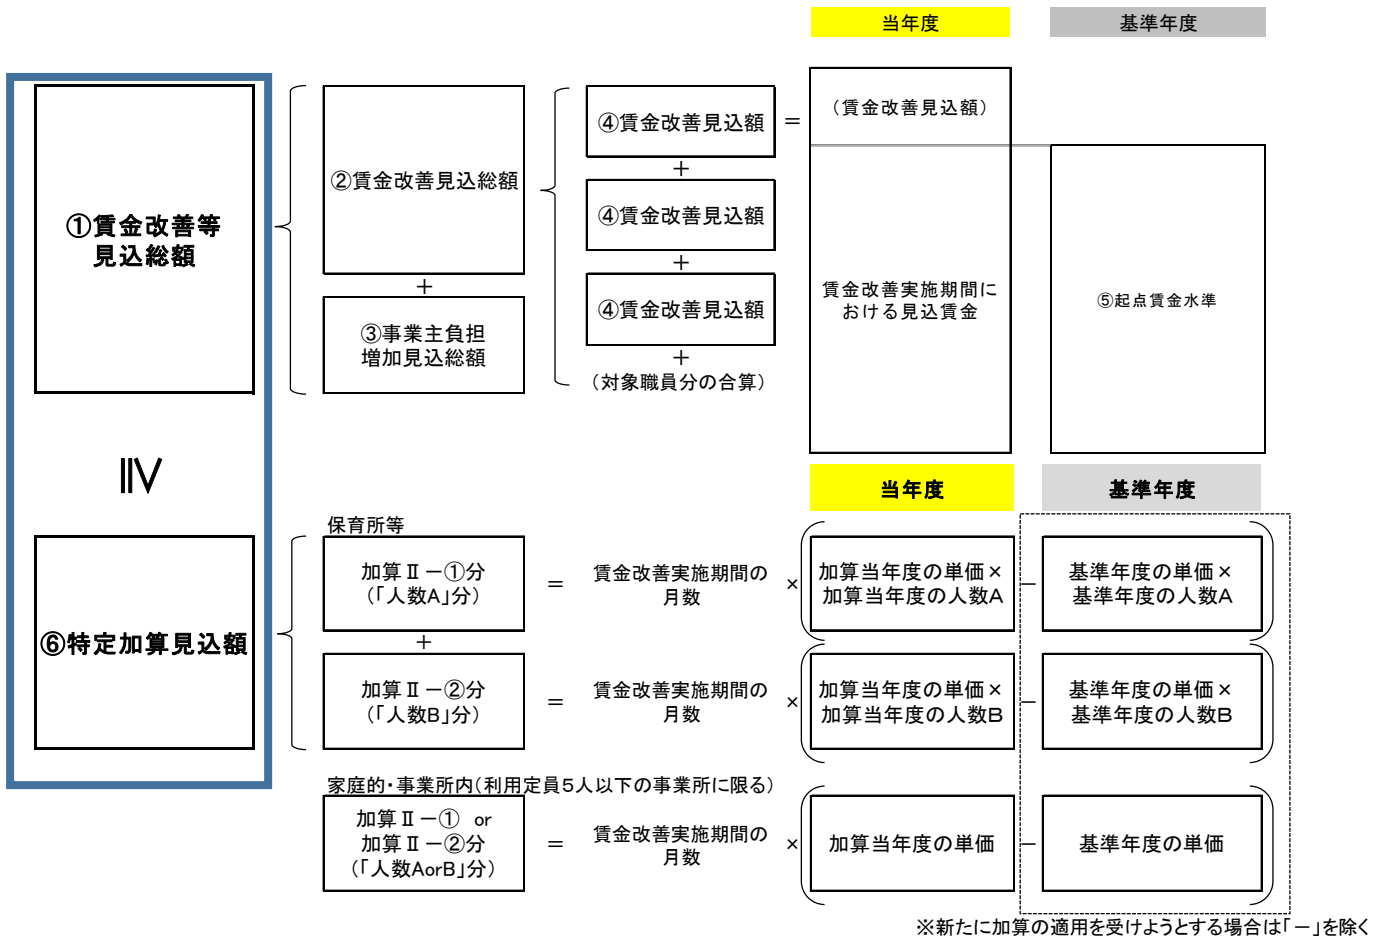 当年度
基準年度
①賃金改善等
見込総額
②賃金改善見込総額
＋
③事業主負担
増加見込総額
④賃金改善見込額
＋
④賃金改善見込額
＋
④賃金改善見込額
＋
（対象職員分の合算）
＝
（賃金改善見込額）
賃金改善実施期間に
おける見込賃金
⑤起点賃金水準
≧
当年度
基準年度
⑥特定加算見込額
保育所等
加算Ⅱ－①分
（「人数A」分）
＝
賃金改善実施期間の
月数
×
加算当年度の単価×
加算当年度の人数A
－
基準年度の単価×
基準年度の人数A
＋
加算Ⅱ－②分
（「人数B」分）
＝
賃金改善実施期間の
月数
×
加算当年度の単価×
加算当年度の人数B
－
基準年度の単価×
基準年度の人数B
家庭的・事業所内（利用定員５人以下の事業所に限る）
加算Ⅱ－① or
加算Ⅱ－②分
（「人数AorB」分）
＝
賃金改善実施期間の
月数
×
加算当年度の単価
－
基準年度の単価
※新たに加算の適用を受けようとする場合は「－」を除く